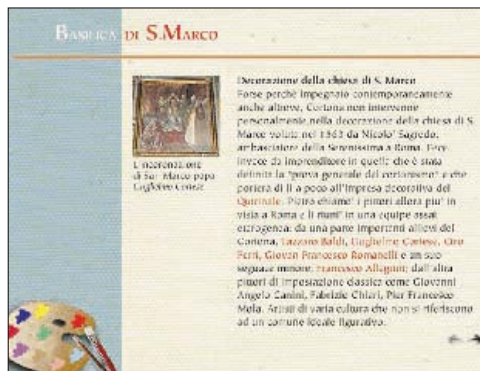 BASILICA DI S.MARCO
Decorazione della chiesa di S. Marco
Forse perchè impegnato contemporaneamente
anche altrove, Cortona non intervenne
personalmente nella decorazione della chiesa di S.
Marco voluta nel 1363 da Nicolo' Sagredo,
ambasciatore della Serenissima a Roma. Fece
invece da imprenditore in quella che è stata
definita la "prova generale del cortonismo" e che
porterà di lì a poco all'impresa decorativa del
Quirinale. Pietro chiamo' i pittori allora piu' in
vista a Roma e li riuni' in una equipe assai
eterogenea: da una parte importanti allievi del
Cortona, Lazzaro Baldi, Guglielmo Cortese, Ciro
Ferri, Giovan Francesco Romanelli e un suo
seguace minore, Francesco Allegrini; dall'altra
pittori di impostazione classica come Giovanni
Angelo Canini, Fabrizio Chiari, Pier Francesco
Mola. Artisti di varia cultura che non si riferiscono
ad un comune ideale figurativo.
L'incoronazione
di San Marco papa
Guglielmo Cortese